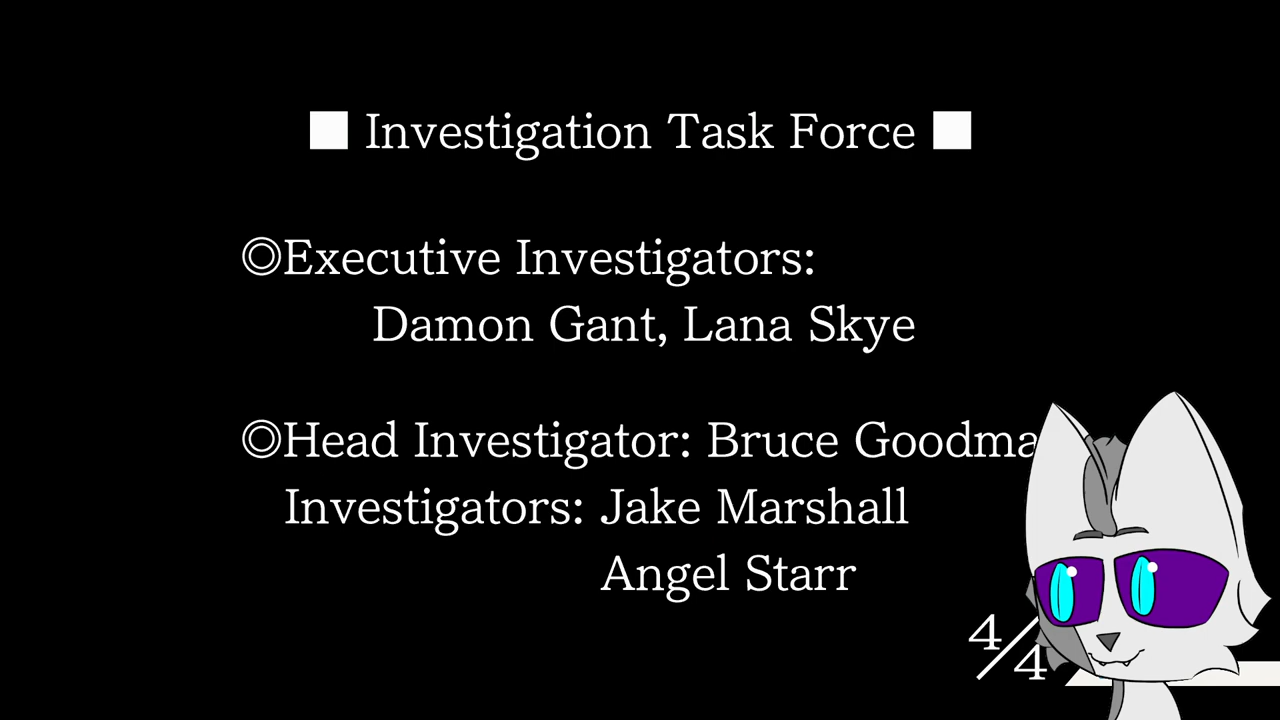 ■ Investigation Task Force ■
◎Executive Investigators:
Damon Gant, Lana Skye
◎Head Investigator: Bruce Goodma
Investigators: Jake Marshall
Angel Starr
4/4